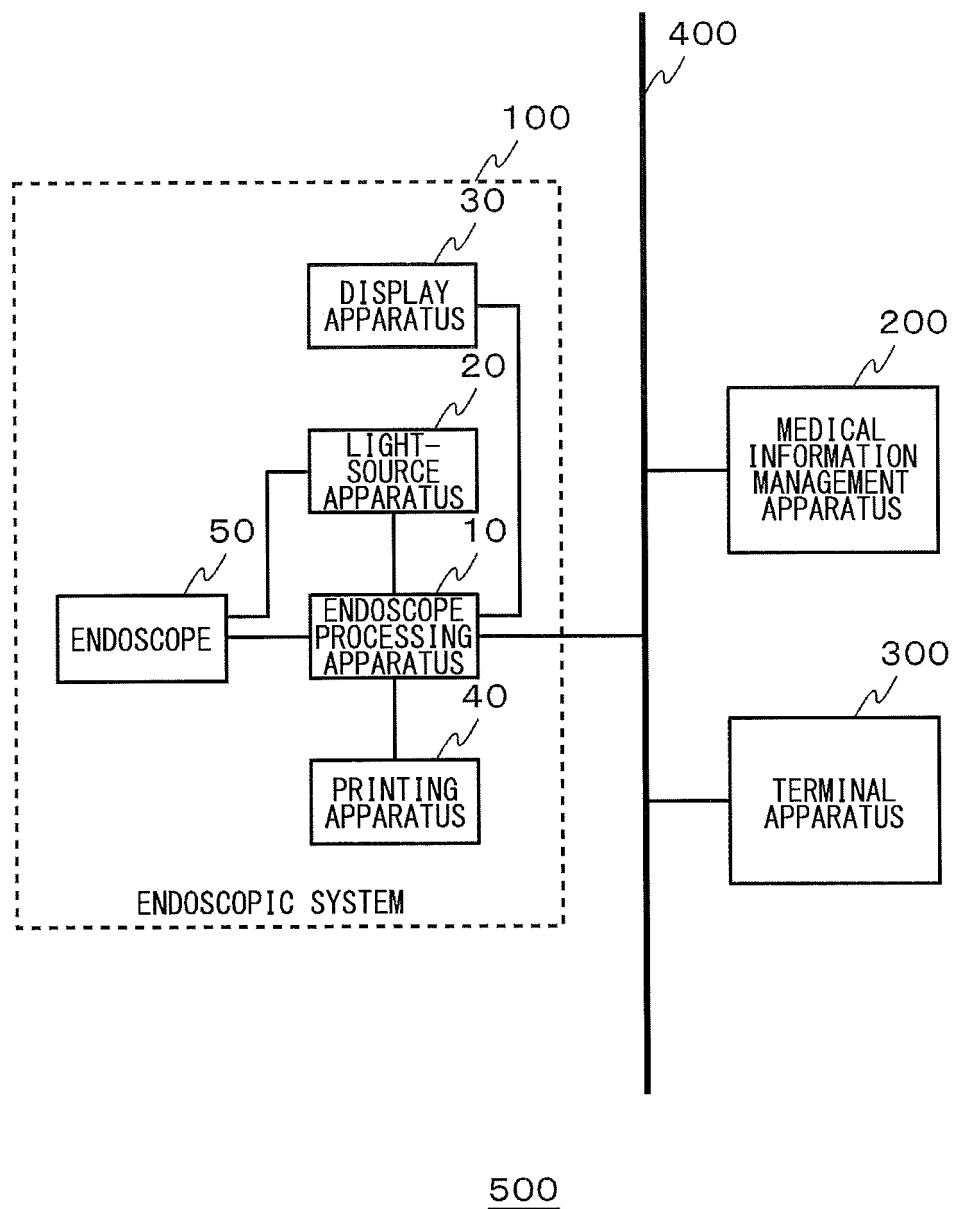 400
100
30
DISPLAY
APPARATUS
200
20
MEDICAL
INFORMATION
MANAGEMENT
APPARATUS
LIGHT-
SOURCE
APPARATUS
50
10
ENDOSCOPE
ENDOSCOPE
PROCESSING
APPARATUS
300
40
PRINTING
APPARATUS
TERMINAL
APPARATUS
ENDOSCOPIC SYSTEM
500